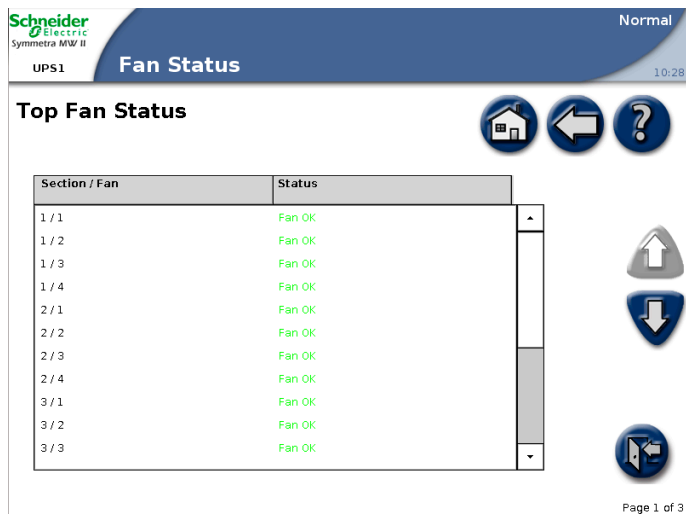 Schneider
Electric
Symmetra MW II
Normal
UPS1
Fan Status
10:28
Top Fan Status
?
Section / Fan Status
1 / 1 Fan OK
1 / 2 Fan OK
1 / 3 Fan OK
1 / 4 Fan OK
2 / 1 Fan OK
2 / 2 Fan OK
2 / 3 Fan OK
2 / 4 Fan OK
3 / 1 Fan OK
3 / 2 Fan OK
3 / 3 Fan OK
Page 1 of 3